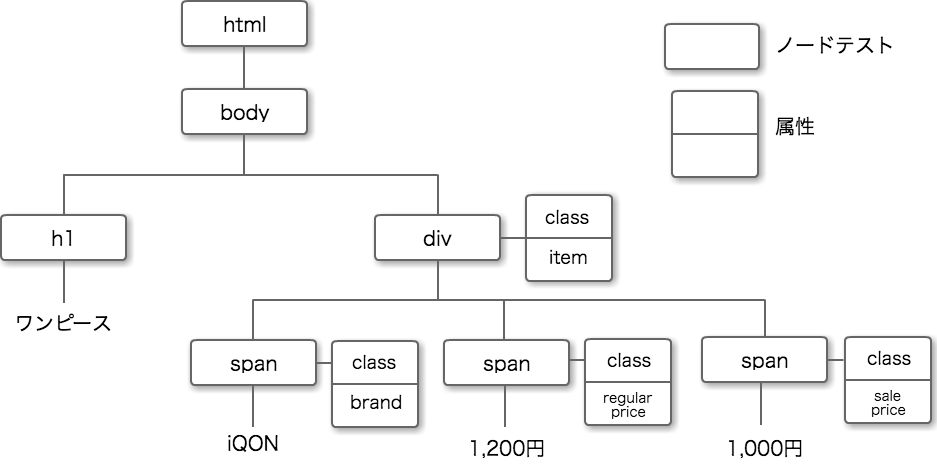 html
ノードテスト
body
属性
class
item
h1
div
ワンピース
span
class
brand
span
class
regular
price
span
class
sale
price
iQON
1,200円
1,000円